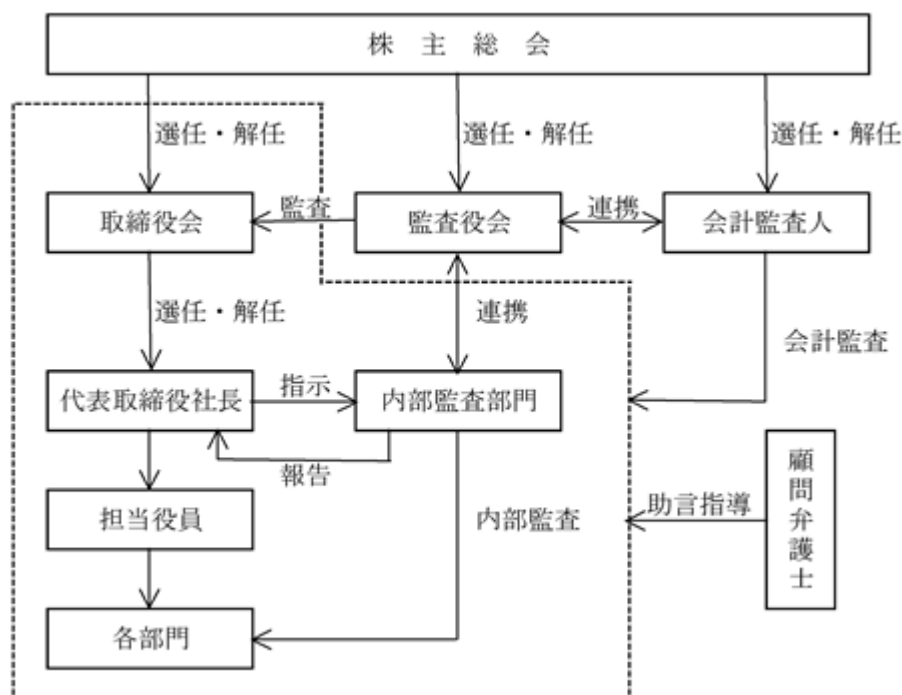 株 主 総 会
選任・解任
選任・解任
選任・解任
取締役会
監査
監査役会
連携
会計監査人
選任・解任
連携
会計監査
代表取締役社長
指示
内部監査部門
報告
担当役員
内部監査
助言指導
顧問弁護士
各部門